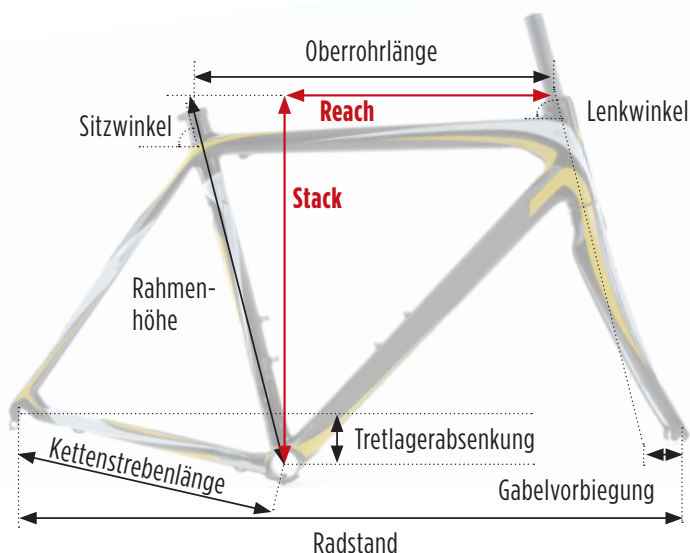 Oberrohrlänge
Reach
Sitzwinkel
Lenkwinkel
Stack
Rahmen-
höhe
Tretlagerabsenkung
Kettenstrebenlänge
Gabelvorbiegung
Radstand